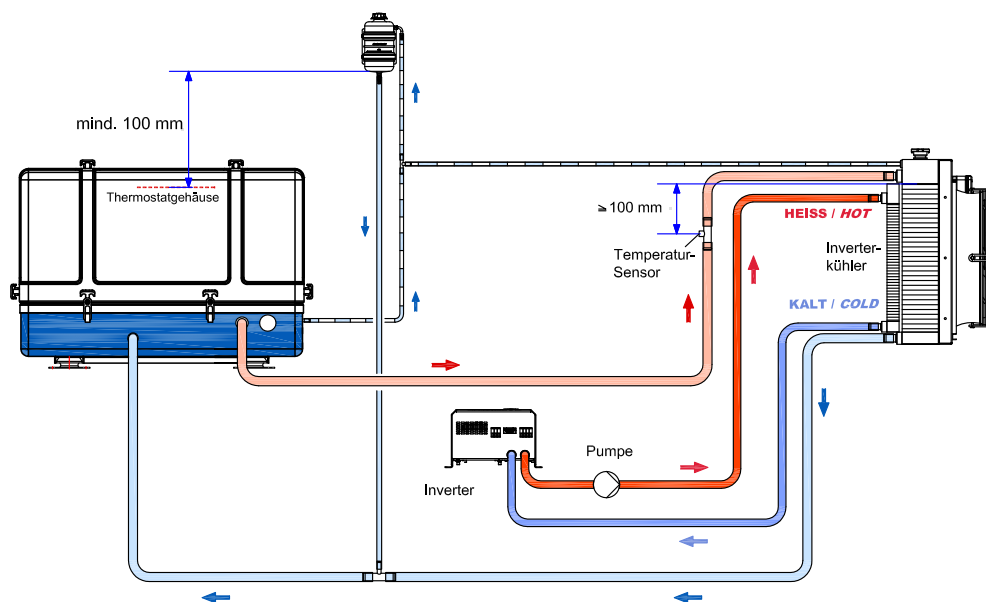 mind. 100 mm
Thermostatgehäuse
≥ 100 mm
HEISS / HOT
Temperatur-
Sensor
Inverter-
kühler
KALT / COLD
Pumpe
Inverter